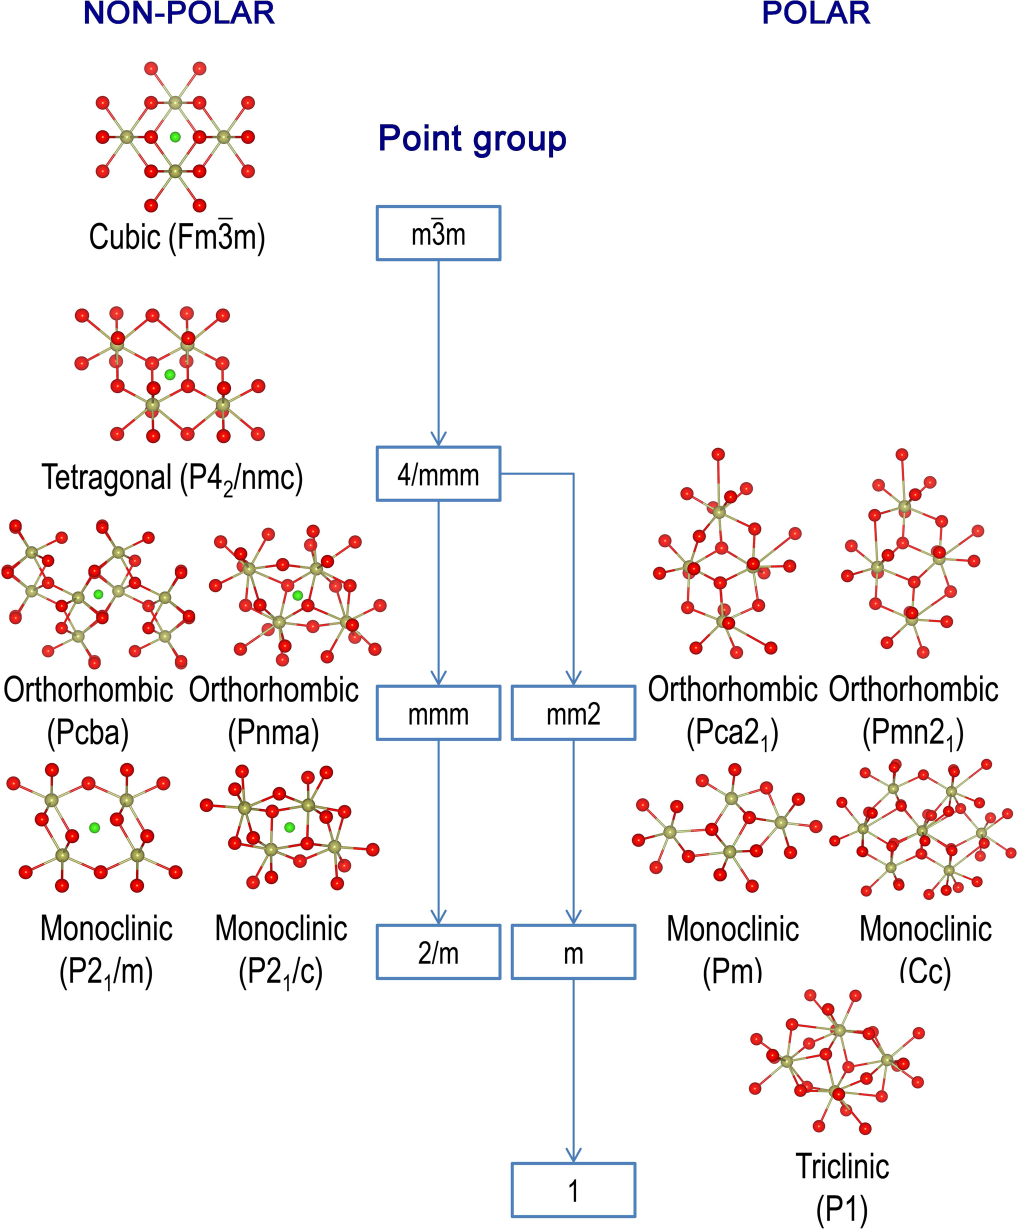 NON-POLAR
POLAR
Point group
Cubic (Fm3̅m)
m3̅m
Tetragonal (P4₂/nmc)
4/mmm
Orthorhombic
(Pcba)
Orthorhombic
(Pnma)
mmm
mm2
Orthorhombic
(Pca2₁)
Orthorhombic
(Pmn2₁)
Monoclinic
(P2₁/m)
Monoclinic
(P2₁/c)
2/m
m
Monoclinic
(Pm)
Monoclinic
(Cc)
1
Triclinic
(P1)